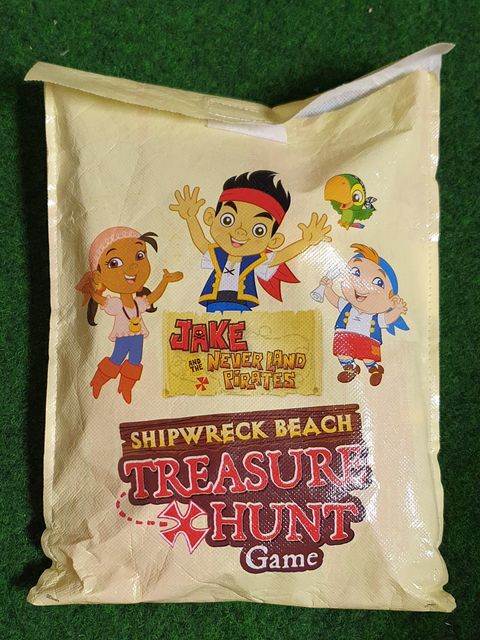 JAKE
AND THE NEVER LAND
PIRATES
SHIPWRECK BEACH
TREASURE
HUNT
Game